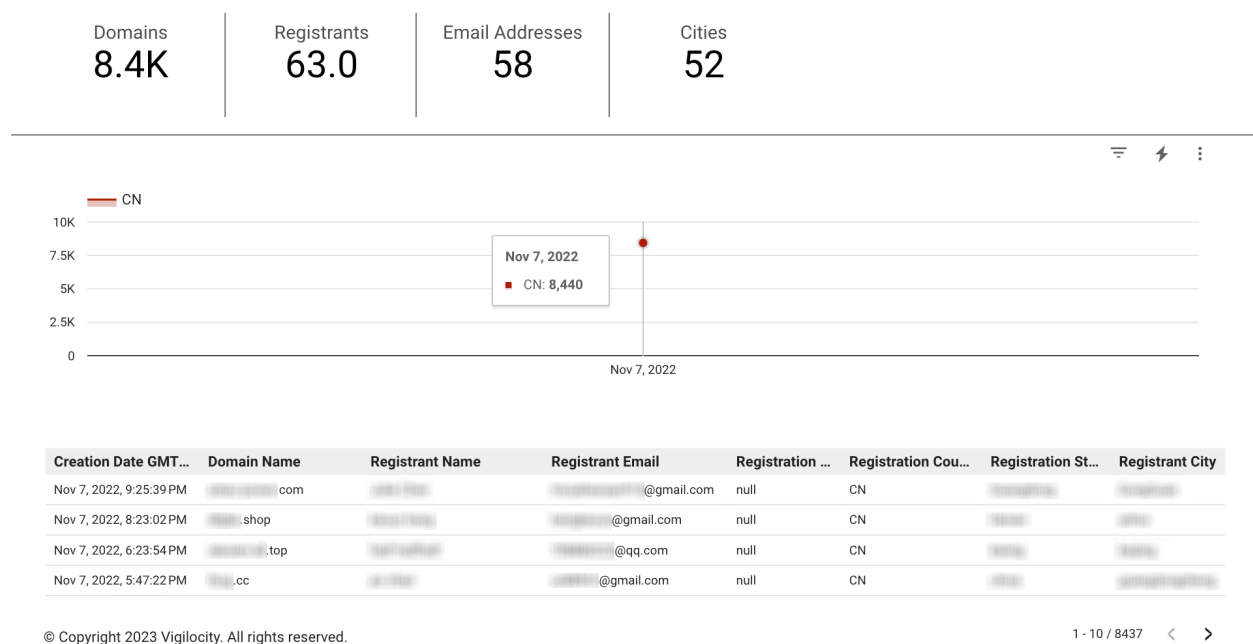 Domains Registrants Email Addresses Cities
8.4K 63.0 58 52
CN
10K
7.5K
5K
2.5K
0
Nov 7, 2022
CN: 8,440
Nov 7, 2022
Creation Date GMT... Domain Name Registrant Name Registrant Email Registration ... Registration Cou... Registration St... Registrant City
Nov 7, 2022, 9:25:39 PM .com @gmail.com null CN
Nov 7, 2022, 8:23:02 PM .shop @gmail.com null CN
Nov 7, 2022, 6:23:54 PM .top @qq.com null CN
Nov 7, 2022, 5:47:22 PM .cc @gmail.com null CN
© Copyright 2023 Vigilocity. All rights reserved.
1 - 10 / 8437